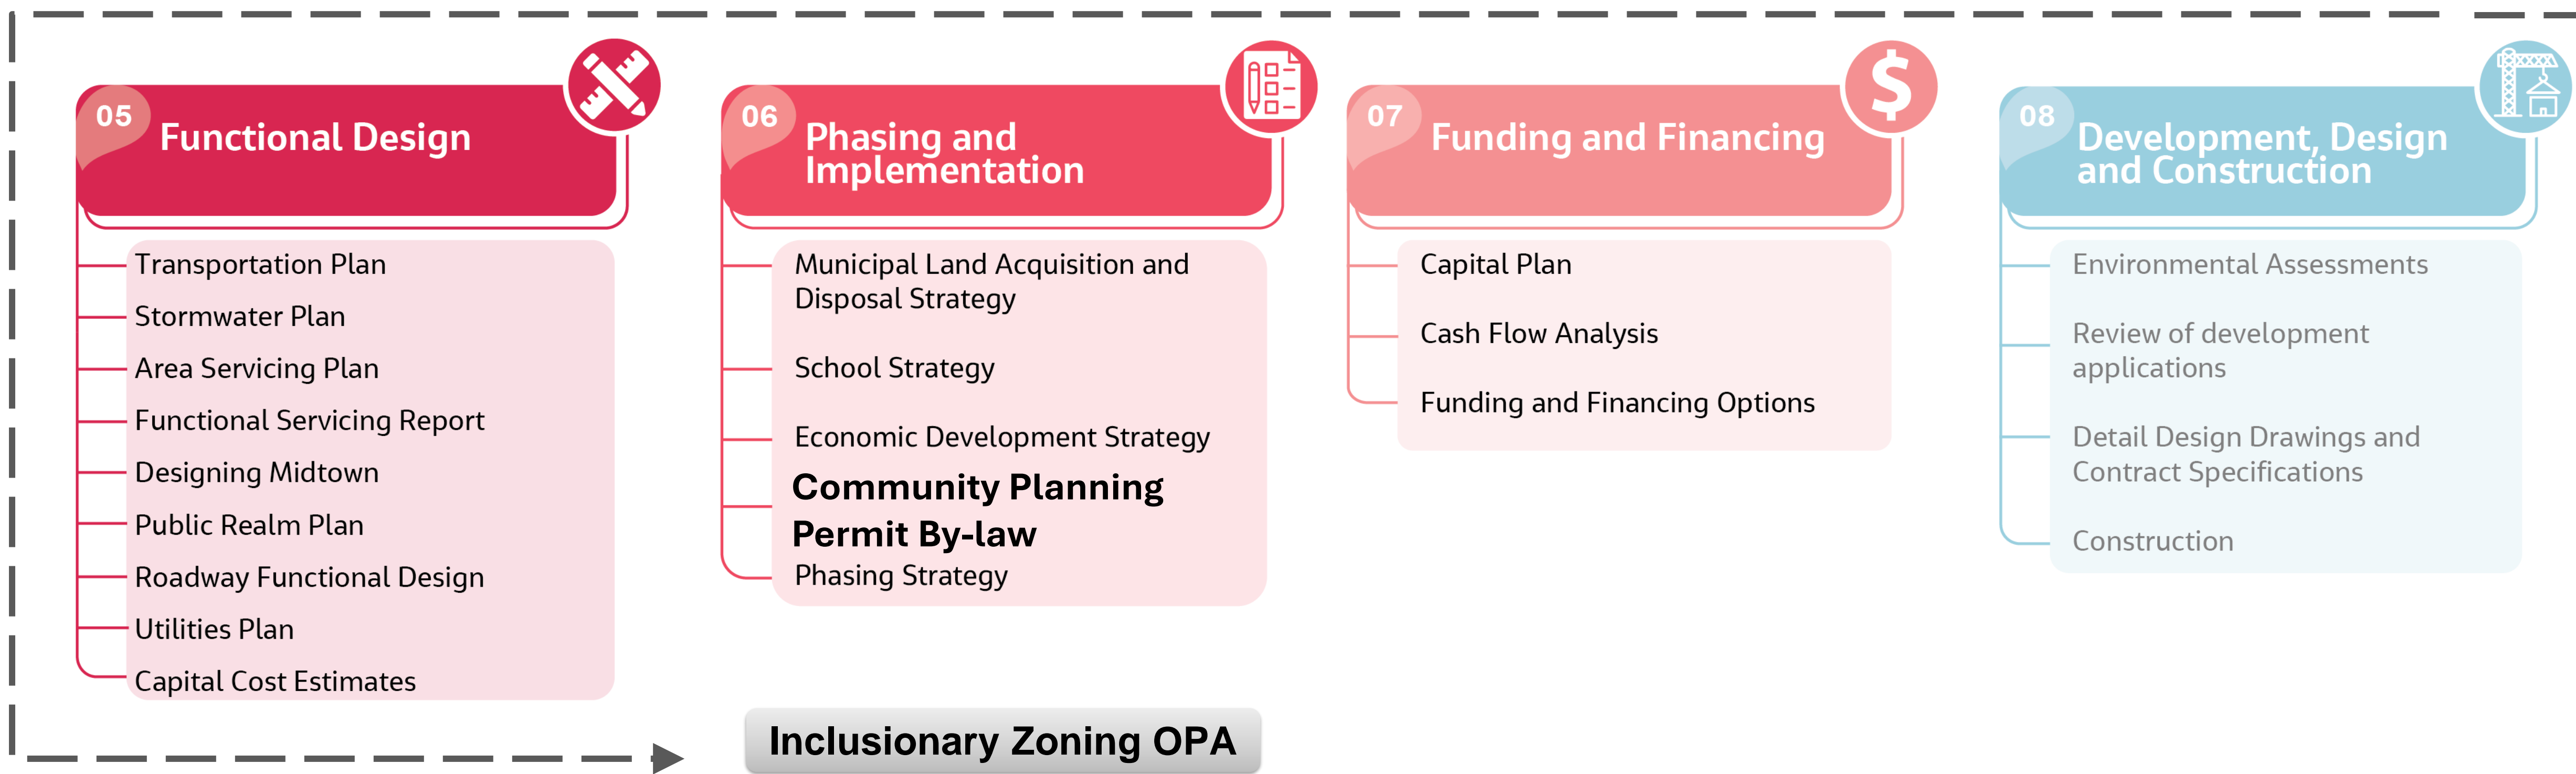 05
Functional Design
Transportation Plan
Stormwater Plan
Area Servicing Plan
Functional Servicing Report
Designing Midtown
Public Realm Plan
Roadway Functional Design
Utilities Plan
Capital Cost Estimates
06
Phasing and
Implementation
Municipal Land Acquisition and
Disposal Strategy
School Strategy
Economic Development Strategy
Community Planning
Permit By-law
Phasing Strategy
Inclusionary Zoning OPA
07
Funding and Financing
$
Capital Plan
Cash Flow Analysis
Funding and Financing Options
08
Development, Design
and Construction
Environmental Assessments
Review of development
applications
Detail Design Drawings and
Contract Specifications
Construction